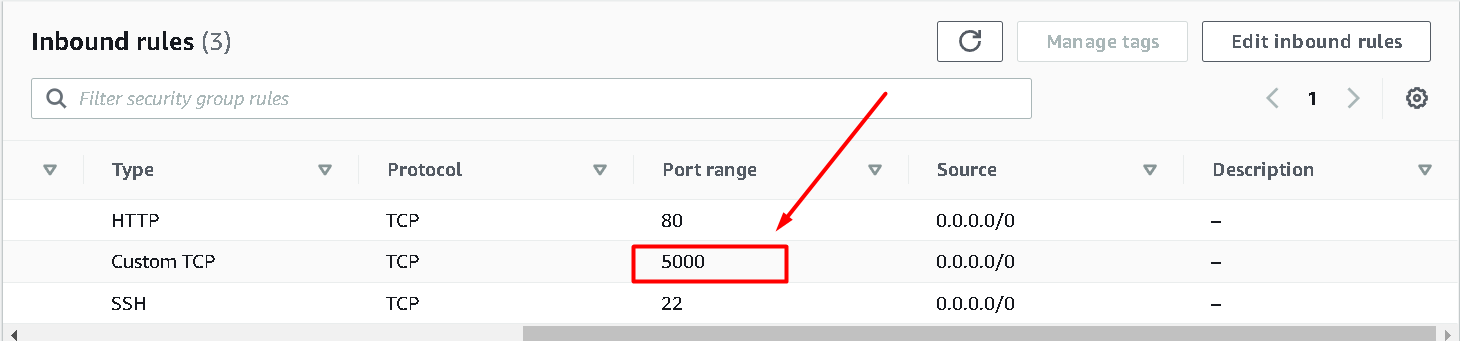 Inbound rules (3)
Manage tags
Edit inbound rules
Filter security group rules
1
Type Protocol Port range Source Description
HTTP TCP 80 0.0.0.0/0 –
Custom TCP TCP 5000 0.0.0.0/0 –
SSH TCP 22 0.0.0.0/0 –